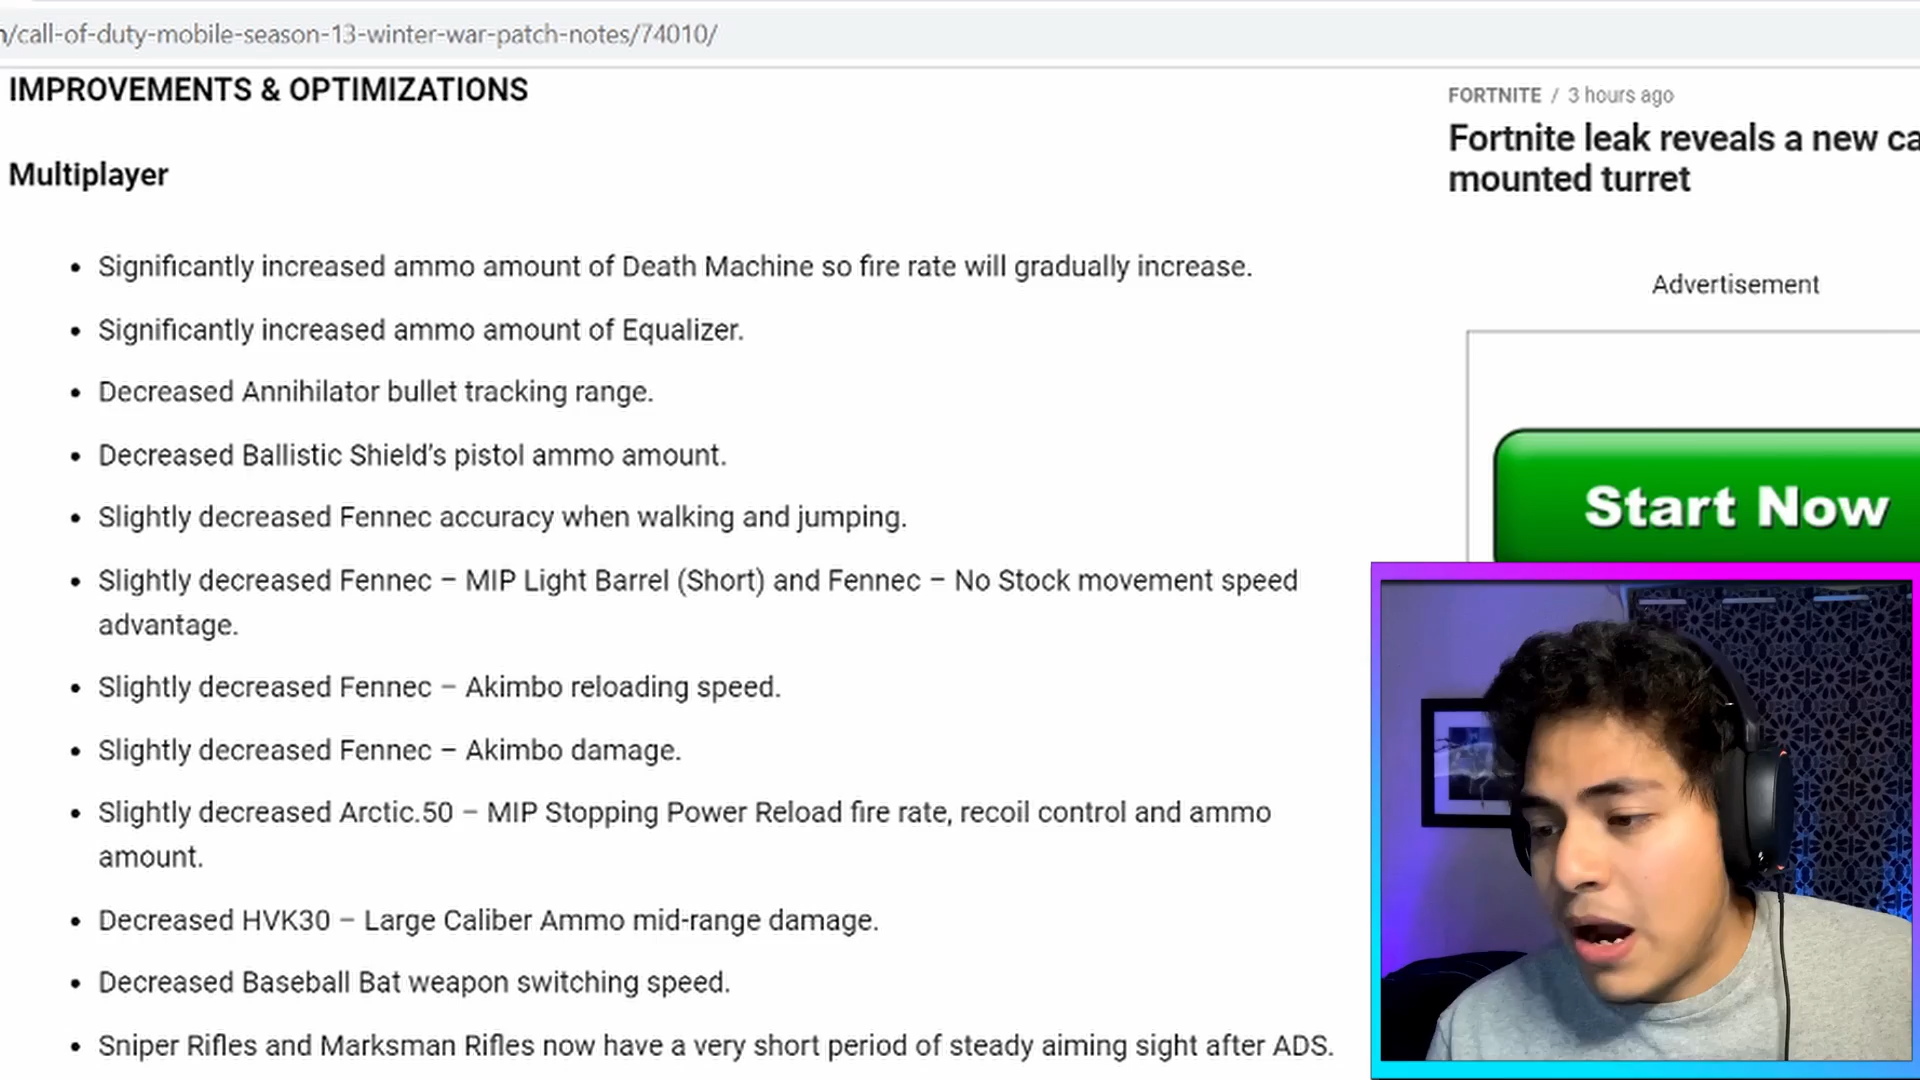 /call-of-duty-mobile-season-13-winter-war-patch-notes/74010/
IMPROVEMENTS & OPTIMIZATIONS
Multiplayer
• Significantly increased ammo amount of Death Machine so fire rate will gradually increase.
• Significantly increased ammo amount of Equalizer.
• Decreased Annihilator bullet tracking range.
• Decreased Ballistic Shield’s pistol ammo amount.
• Slightly decreased Fennec accuracy when walking and jumping.
• Slightly decreased Fennec – MIP Light Barrel (Short) and Fennec – No Stock movement speed
advantage.
• Slightly decreased Fennec – Akimbo reloading speed.
• Slightly decreased Fennec – Akimbo damage.
• Slightly decreased Arctic.50 – MIP Stopping Power Reload fire rate, recoil control and ammo
amount.
• Decreased HVK30 – Large Caliber Ammo mid-range damage.
• Decreased Baseball Bat weapon switching speed.
• Sniper Rifles and Marksman Rifles now have a very short period of steady aiming sight after ADS.
FORTNITE / 3 hours ago
Fortnite leak reveals a new ca
mounted turret
Advertisement
Start Now